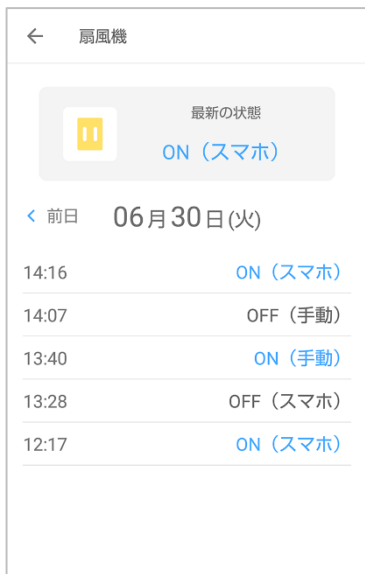 ← 扇風機
最新の状態
ON（スマホ）
< 前日 06月30日(火)
14:16 ON（スマホ）
14:07 OFF（手動）
13:40 ON（手動）
13:28 OFF（スマホ）
12:17 ON（スマホ）